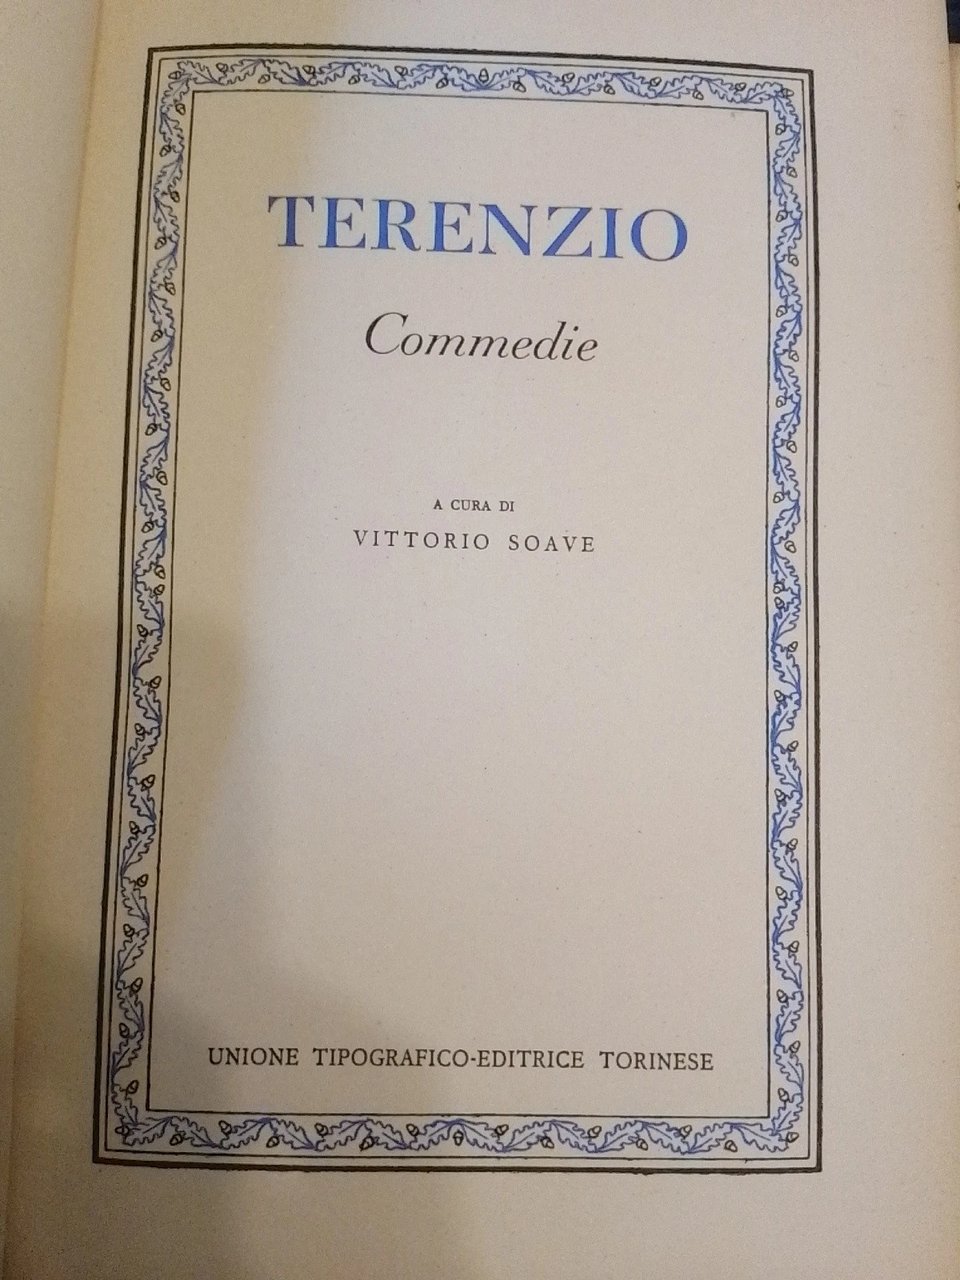 TERENZIO
Commedie
A CURA DI
VITTORIO SOAVE
UNIONE TIPOGRAFICO-EDITRICE TORINESE